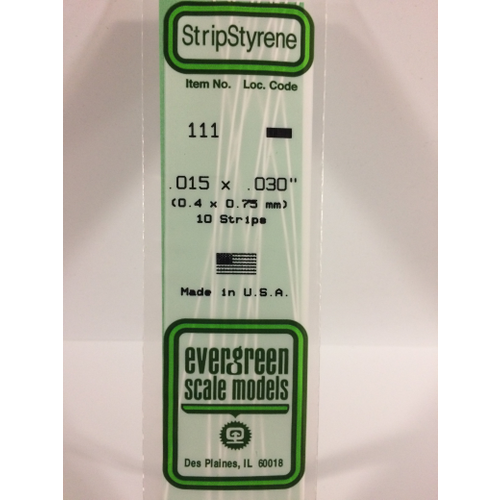 StripStyrene
Item No. Loc. Code
111
.015 x .030"
(0.4 x 0.75 mm)
10 Strips
Made in U.S.A.
evergreen
scale models
Des Plaines, IL 60018